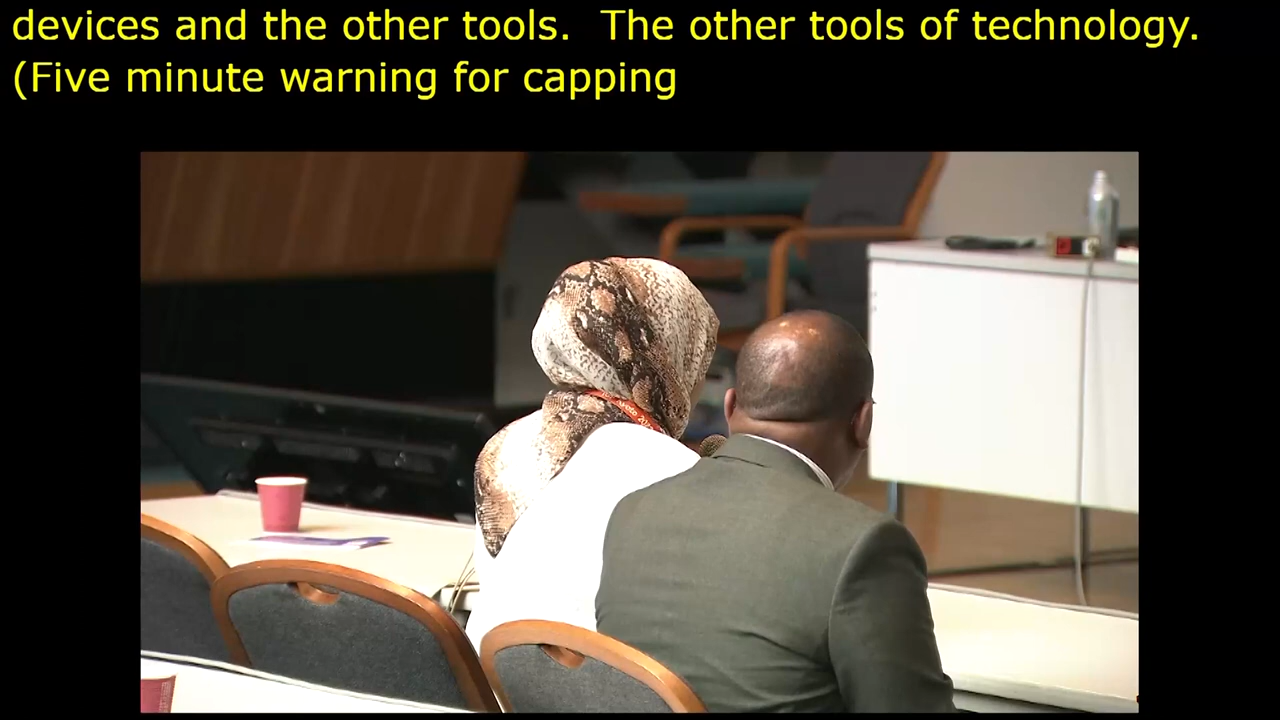 devices and the other tools.  The other tools of technology.
(Five minute warning for capping